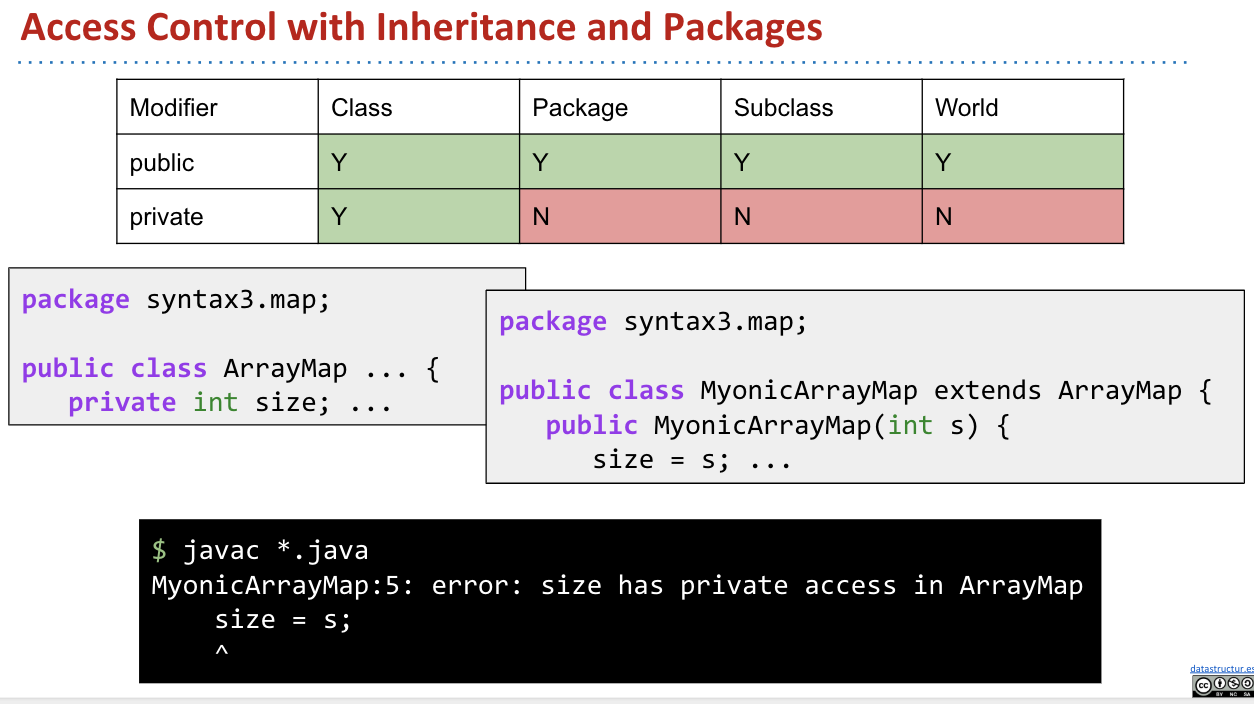 Access Control with Inheritance and Packages
Modifier Class Package Subclass World
public Y Y Y Y
private Y N N N
package syntax3.map;
public class ArrayMap ... {
private int size; ...
package syntax3.map;
public class MyonicArrayMap extends ArrayMap {
public MyonicArrayMap(int s) {
size = s; ...
$ javac *.java
MyonicArrayMap:5: error: size has private access in ArrayMap
size = s;
^
datastructur.es
cc
BY NC SA